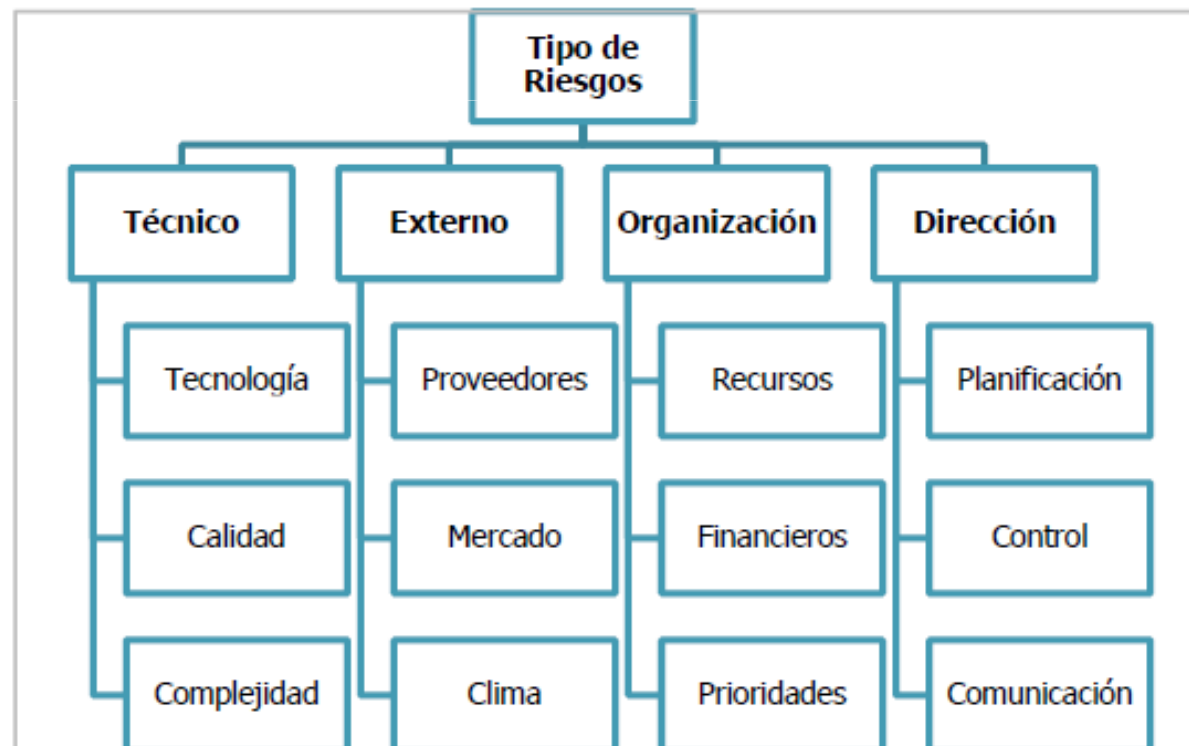 Tipo de
Riesgos
Técnico
Externo
Organización
Dirección
Tecnología
Proveedores
Recursos
Planificación
Calidad
Mercado
Financieros
Control
Complejidad
Clima
Prioridades
Comunicación